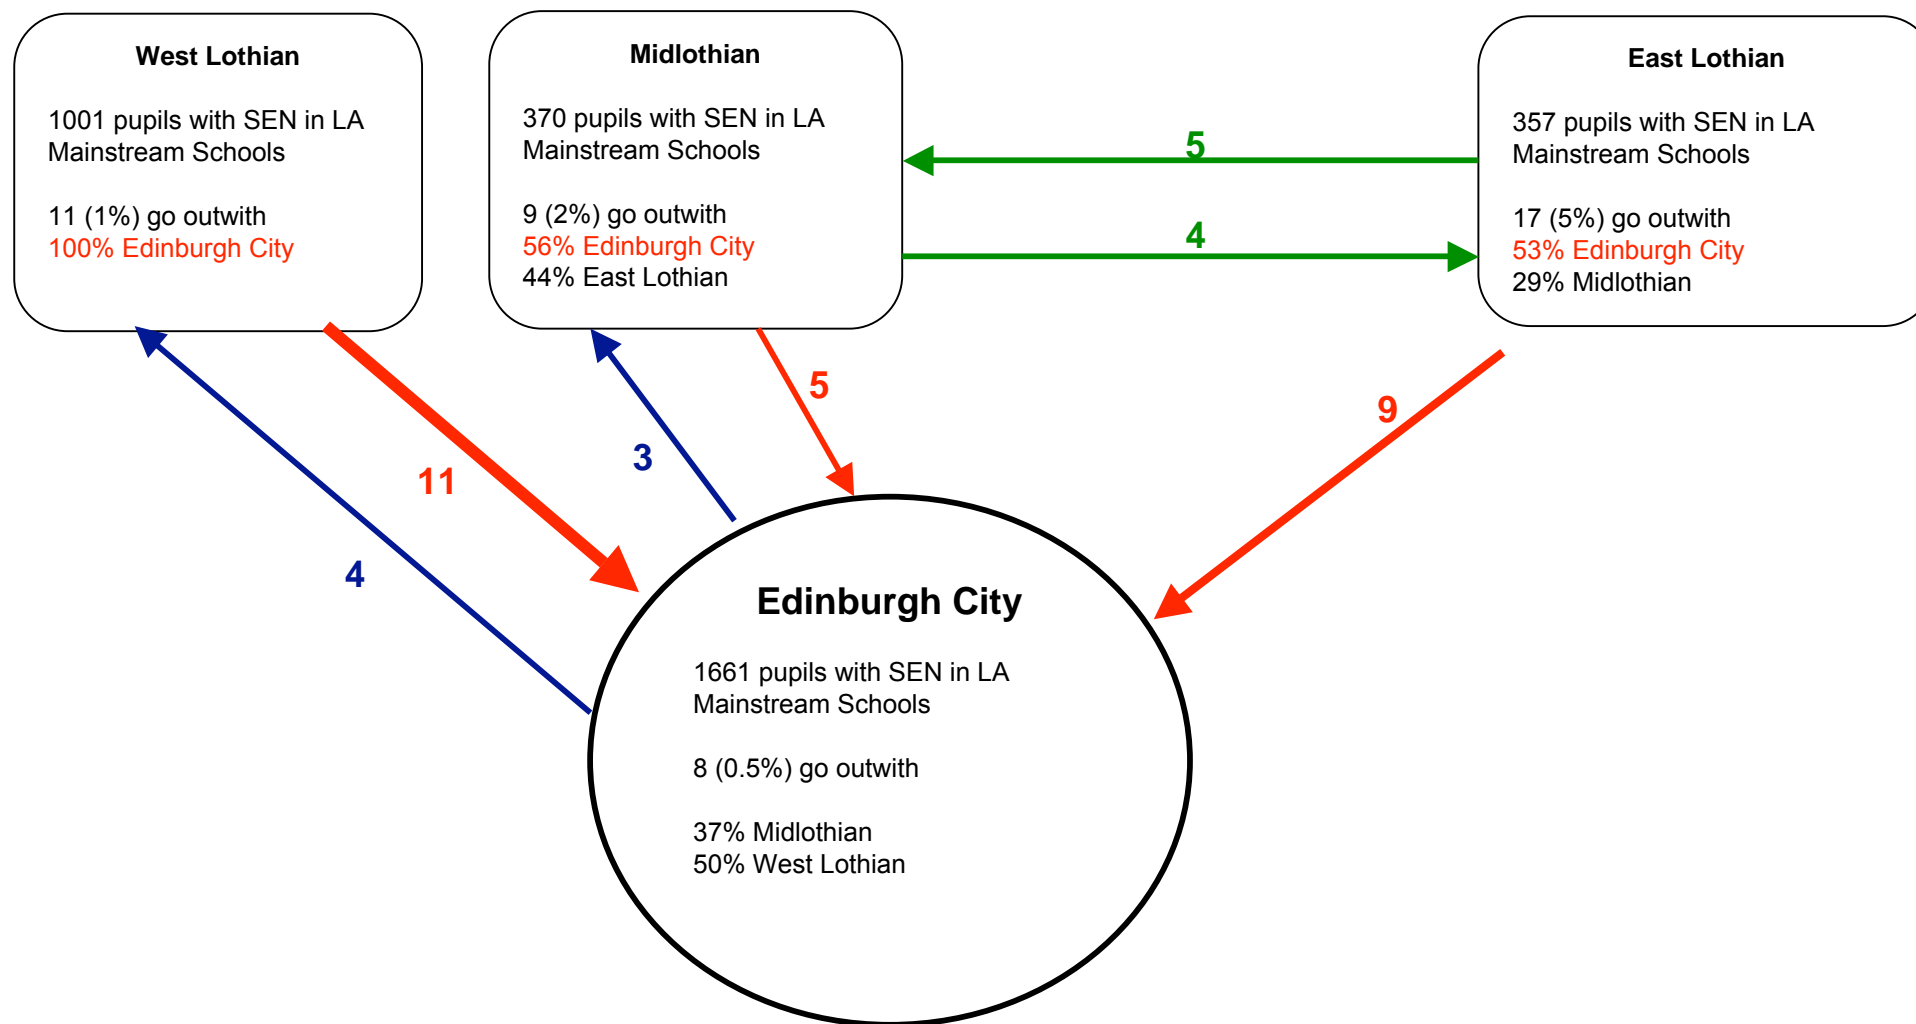 West Lothian
1001 pupils with SEN in LA
Mainstream Schools
11 (1%) go outwith
100% Edinburgh City
Midlothian
370 pupils with SEN in LA
Mainstream Schools
9 (2%) go outwith
56% Edinburgh City
44% East Lothian
East Lothian
357 pupils with SEN in LA
Mainstream Schools
17 (5%) go outwith
53% Edinburgh City
29% Midlothian
5
4
5
9
3
11
4
Edinburgh City
1661 pupils with SEN in LA
Mainstream Schools
8 (0.5%) go outwith
37% Midlothian
50% West Lothian